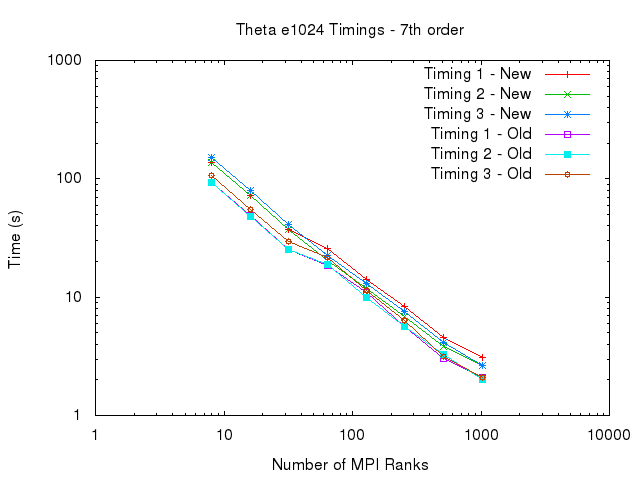 Theta e1024 Timings - 7th order
1000
100
10
1
Time (s)
Timing 1 - New
Timing 2 - New
Timing 3 - New
Timing 1 - Old
Timing 2 - Old
Timing 3 - Old
1 10 100 1000 10000
Number of MPI Ranks